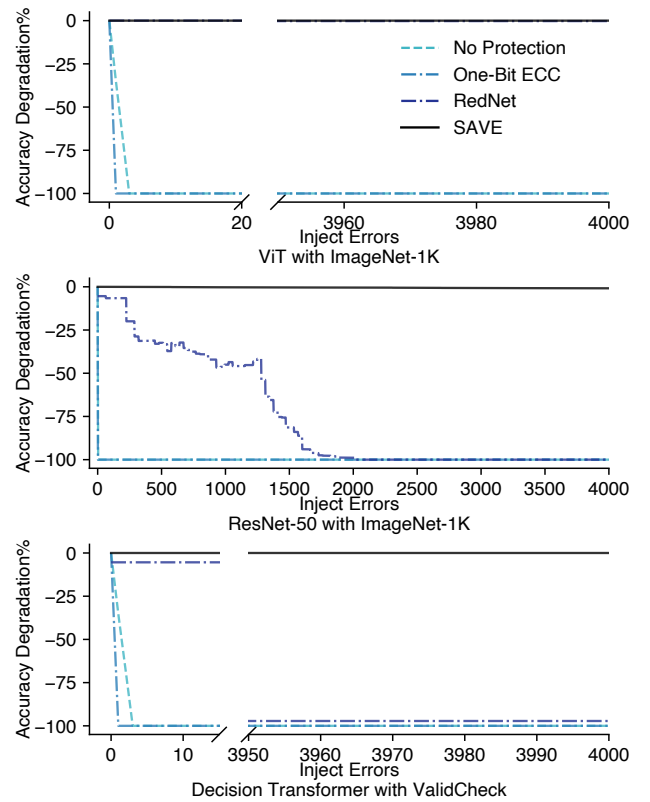 Accuracy Degradation%
0
−25
−50
−75
−100
No Protection
One-Bit ECC
RedNet
SAVE
0 20 3960 3980 4000
Inject Errors
ViT with ImageNet-1K
Accuracy Degradation%
0
−25
−50
−75
−100
0 500 1000 1500 2000 2500 3000 3500 4000
Inject Errors
ResNet-50 with ImageNet-1K
Accuracy Degradation%
0
−25
−50
−75
−100
0 10 3950 3960 3970 3980 3990 4000
Inject Errors
Decision Transformer with ValidCheck